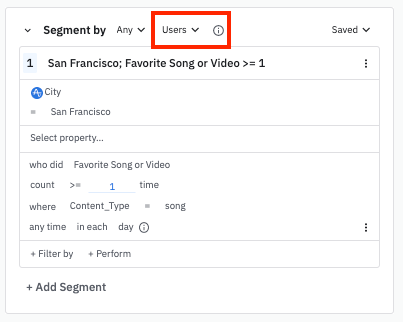 Segment by Any Users Saved
1 San Francisco; Favorite Song or Video >= 1
City
= San Francisco
Select property...
who did Favorite Song or Video
count >= 1 time
where Content_Type = song
any time in each day
+ Filter by + Perform
+ Add Segment